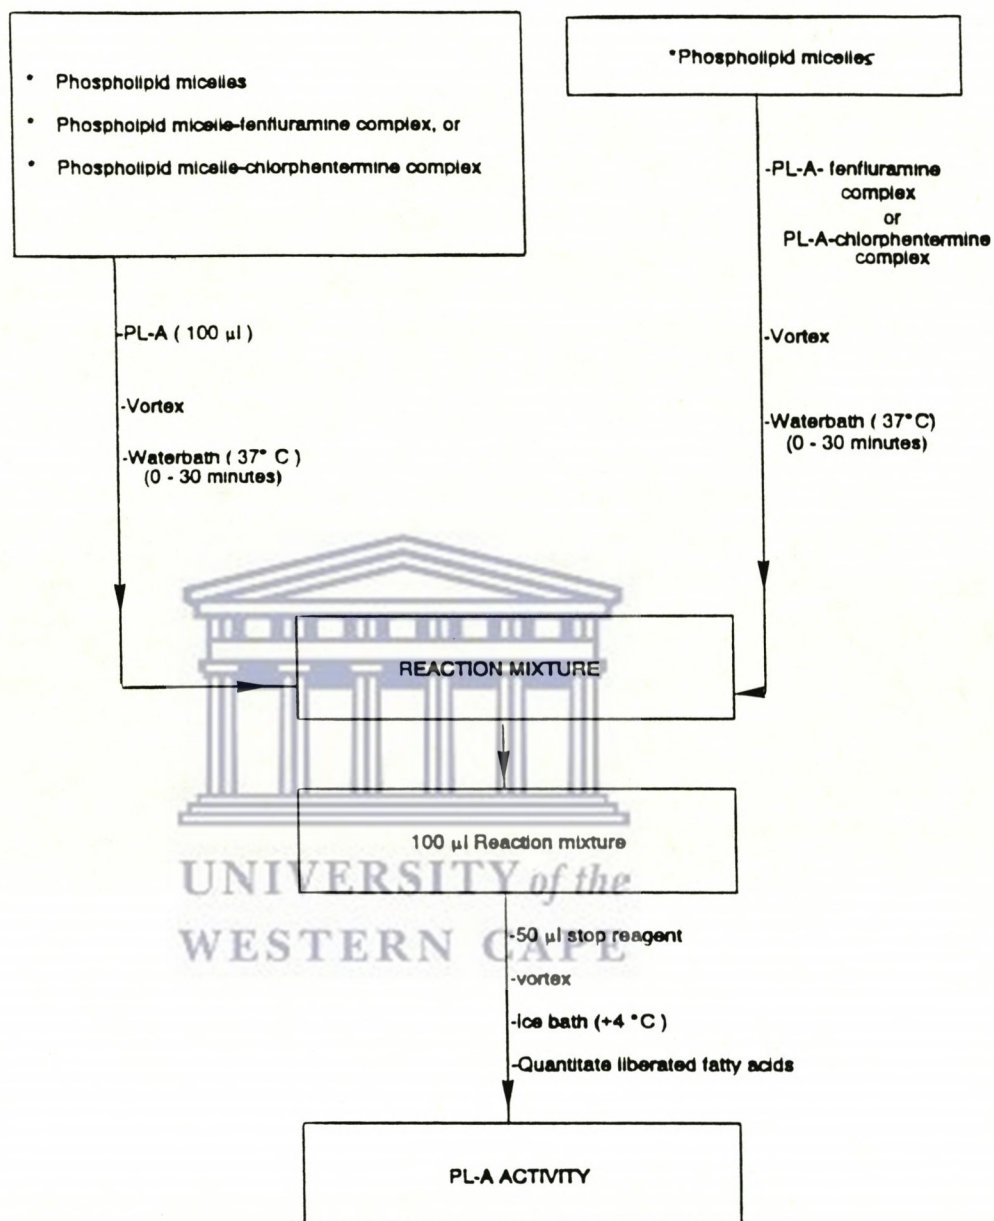 • Phospholipid micelles
• Phospholpid micelle-fenfluramine complex, or
• Phospholipid micelle-chlorphentermine complex
*Phospholipid micelles
-PL-A ( 100 µl )
-Vortex
-Waterbath ( 37° C )
(0 - 30 minutes)
-PL-A- fenfluramine
complex
or
PL-A-chlorphentermine
complex
-Vortex
-Waterbath ( 37°C)
(0 - 30 minutes)
REACTION MIXTURE
100 µl Reaction mixture
UNIVERSITY of the
WESTERN CAPE
-50 µl stop reagent
-vortex
-Ice bath (+4 °C )
-Quantitate liberated fatty acids
PL-A ACTIVITY